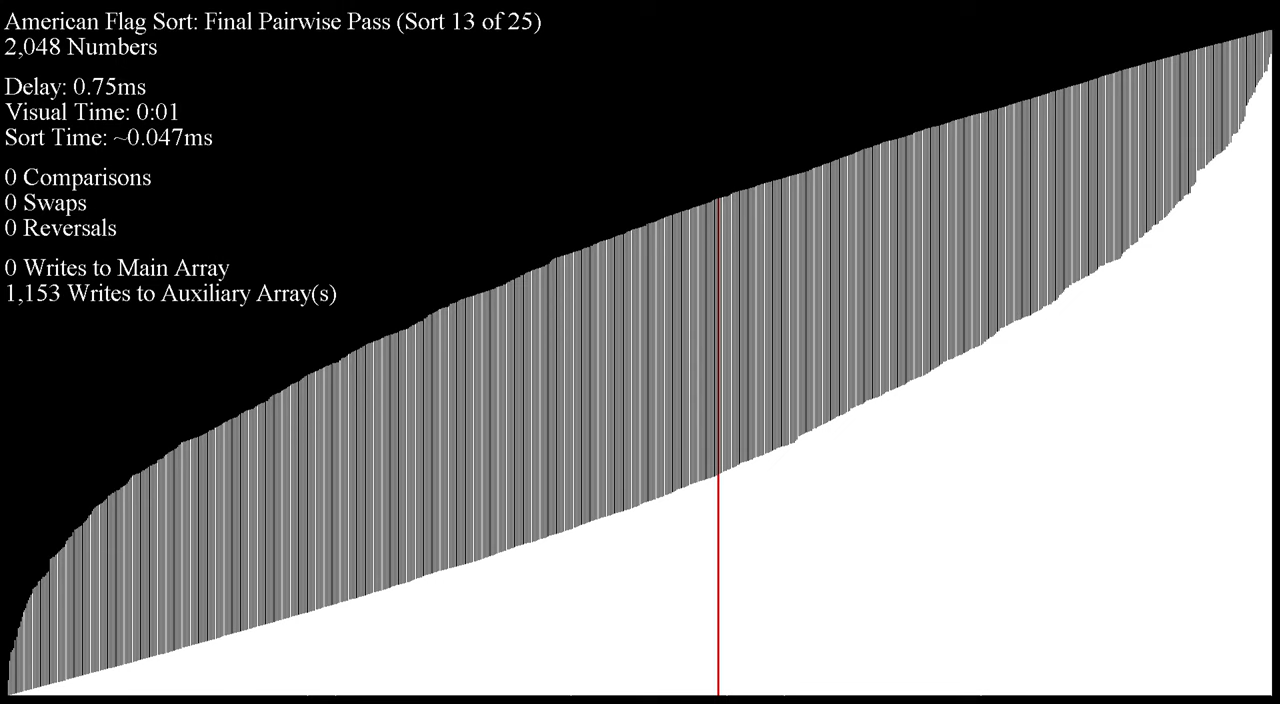 American Flag Sort: Final Pairwise Pass (Sort 13 of 25)
2,048 Numbers
Delay: 0.75ms
Visual Time: 0:01
Sort Time: ~0.047ms
0 Comparisons
0 Swaps
0 Reversals
0 Writes to Main Array
1,153 Writes to Auxiliary Array(s)